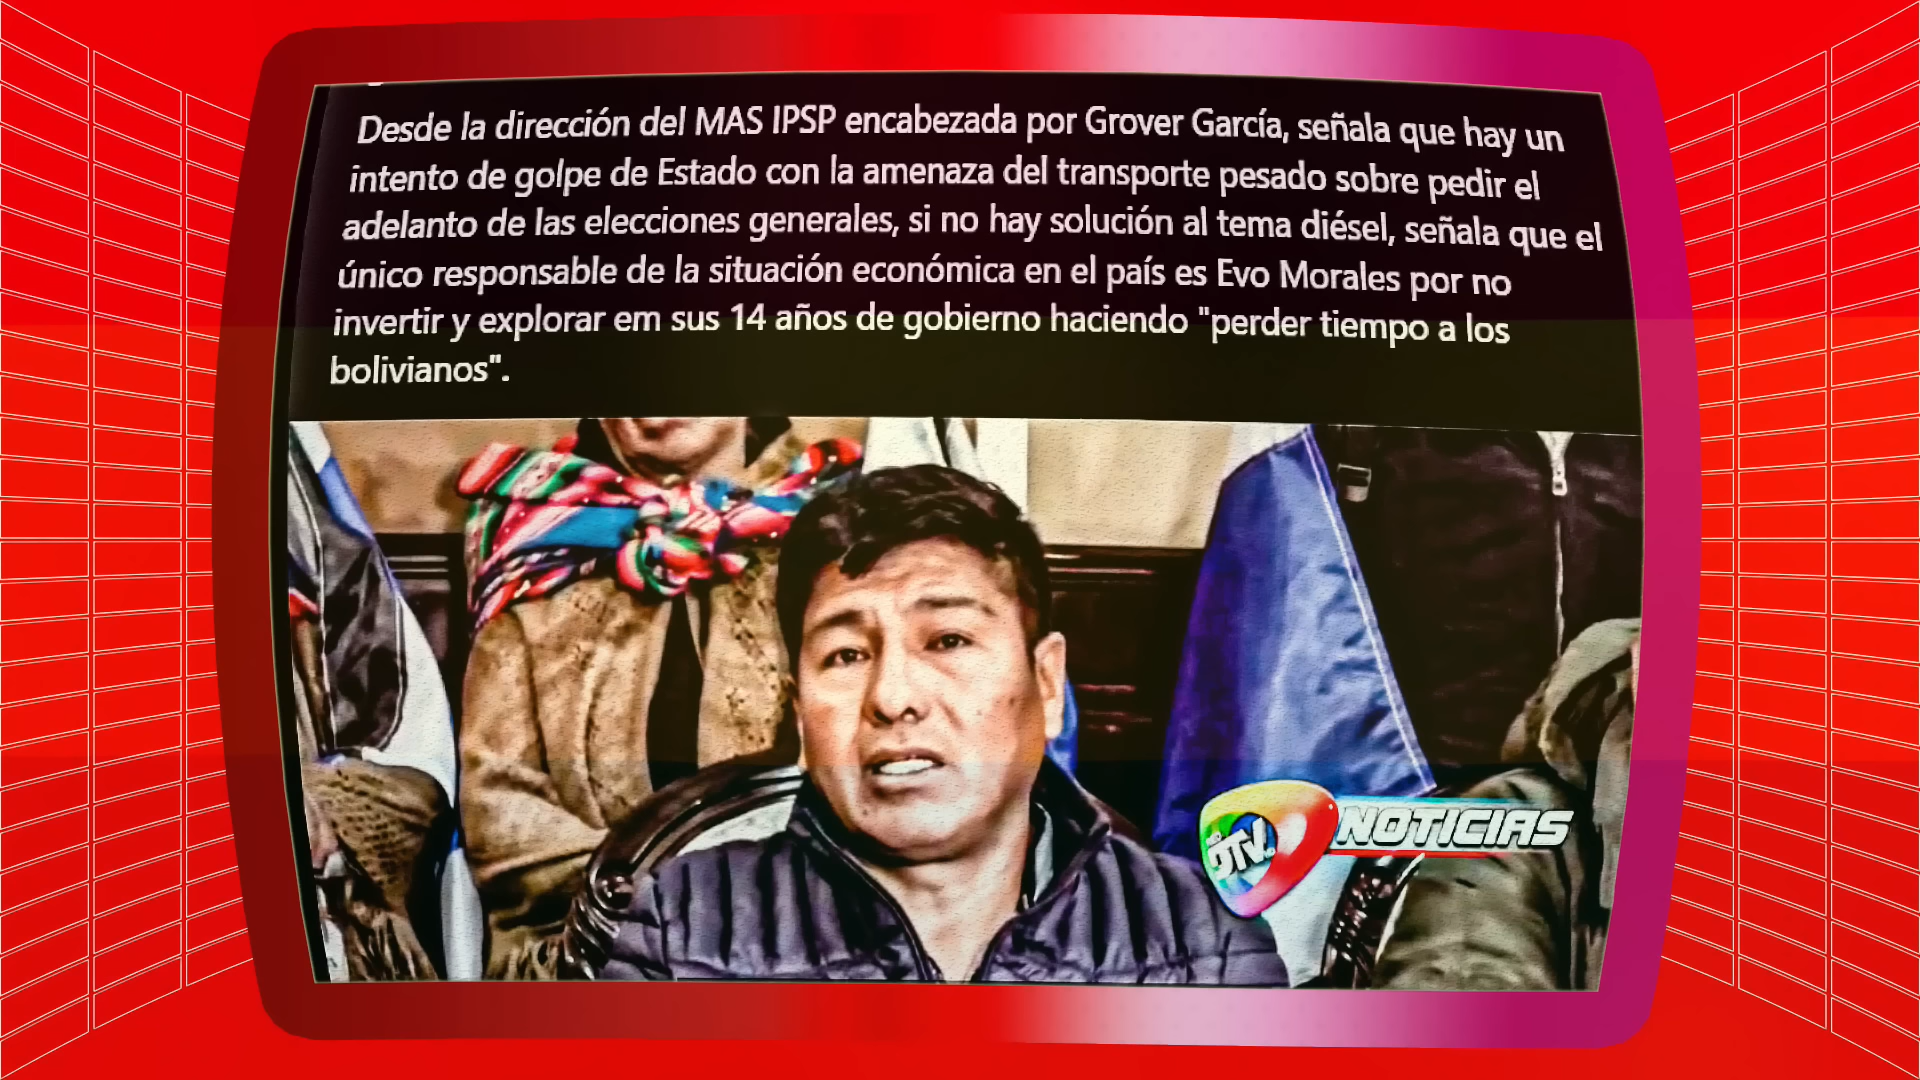 Desde la dirección del MAS IPSP encabezada por Grover García, señala que hay un
intento de golpe de Estado con la amenaza del transporte pesado sobre pedir el
adelanto de las elecciones generales, si no hay solución al tema diésel, señala que el
único responsable de la situación económica en el país es Evo Morales por no
invertir y explorar em sus 14 años de gobierno haciendo "perder tiempo a los
bolivianos".
NOTICIAS